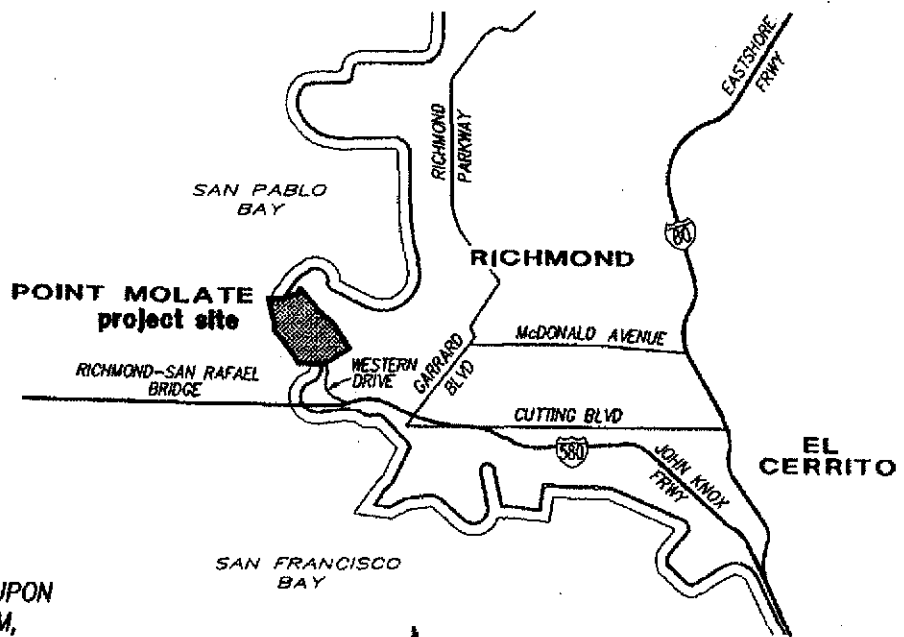 EASTSHORE
FRWY
RICHMOND
PARKWAY
SAN PABLO
BAY
80
RICHMOND
POINT MOLATE
project site
McDONALD AVENUE
GARRARD
BLVD
WESTERN
DRIVE
RICHMOND-SAN RAFAEL
BRIDGE
CUTTING BLVD
580
JOHN KNOX
FRWY
EL
CERRITO
SAN FRANCISCO
BAY
UPON
M,